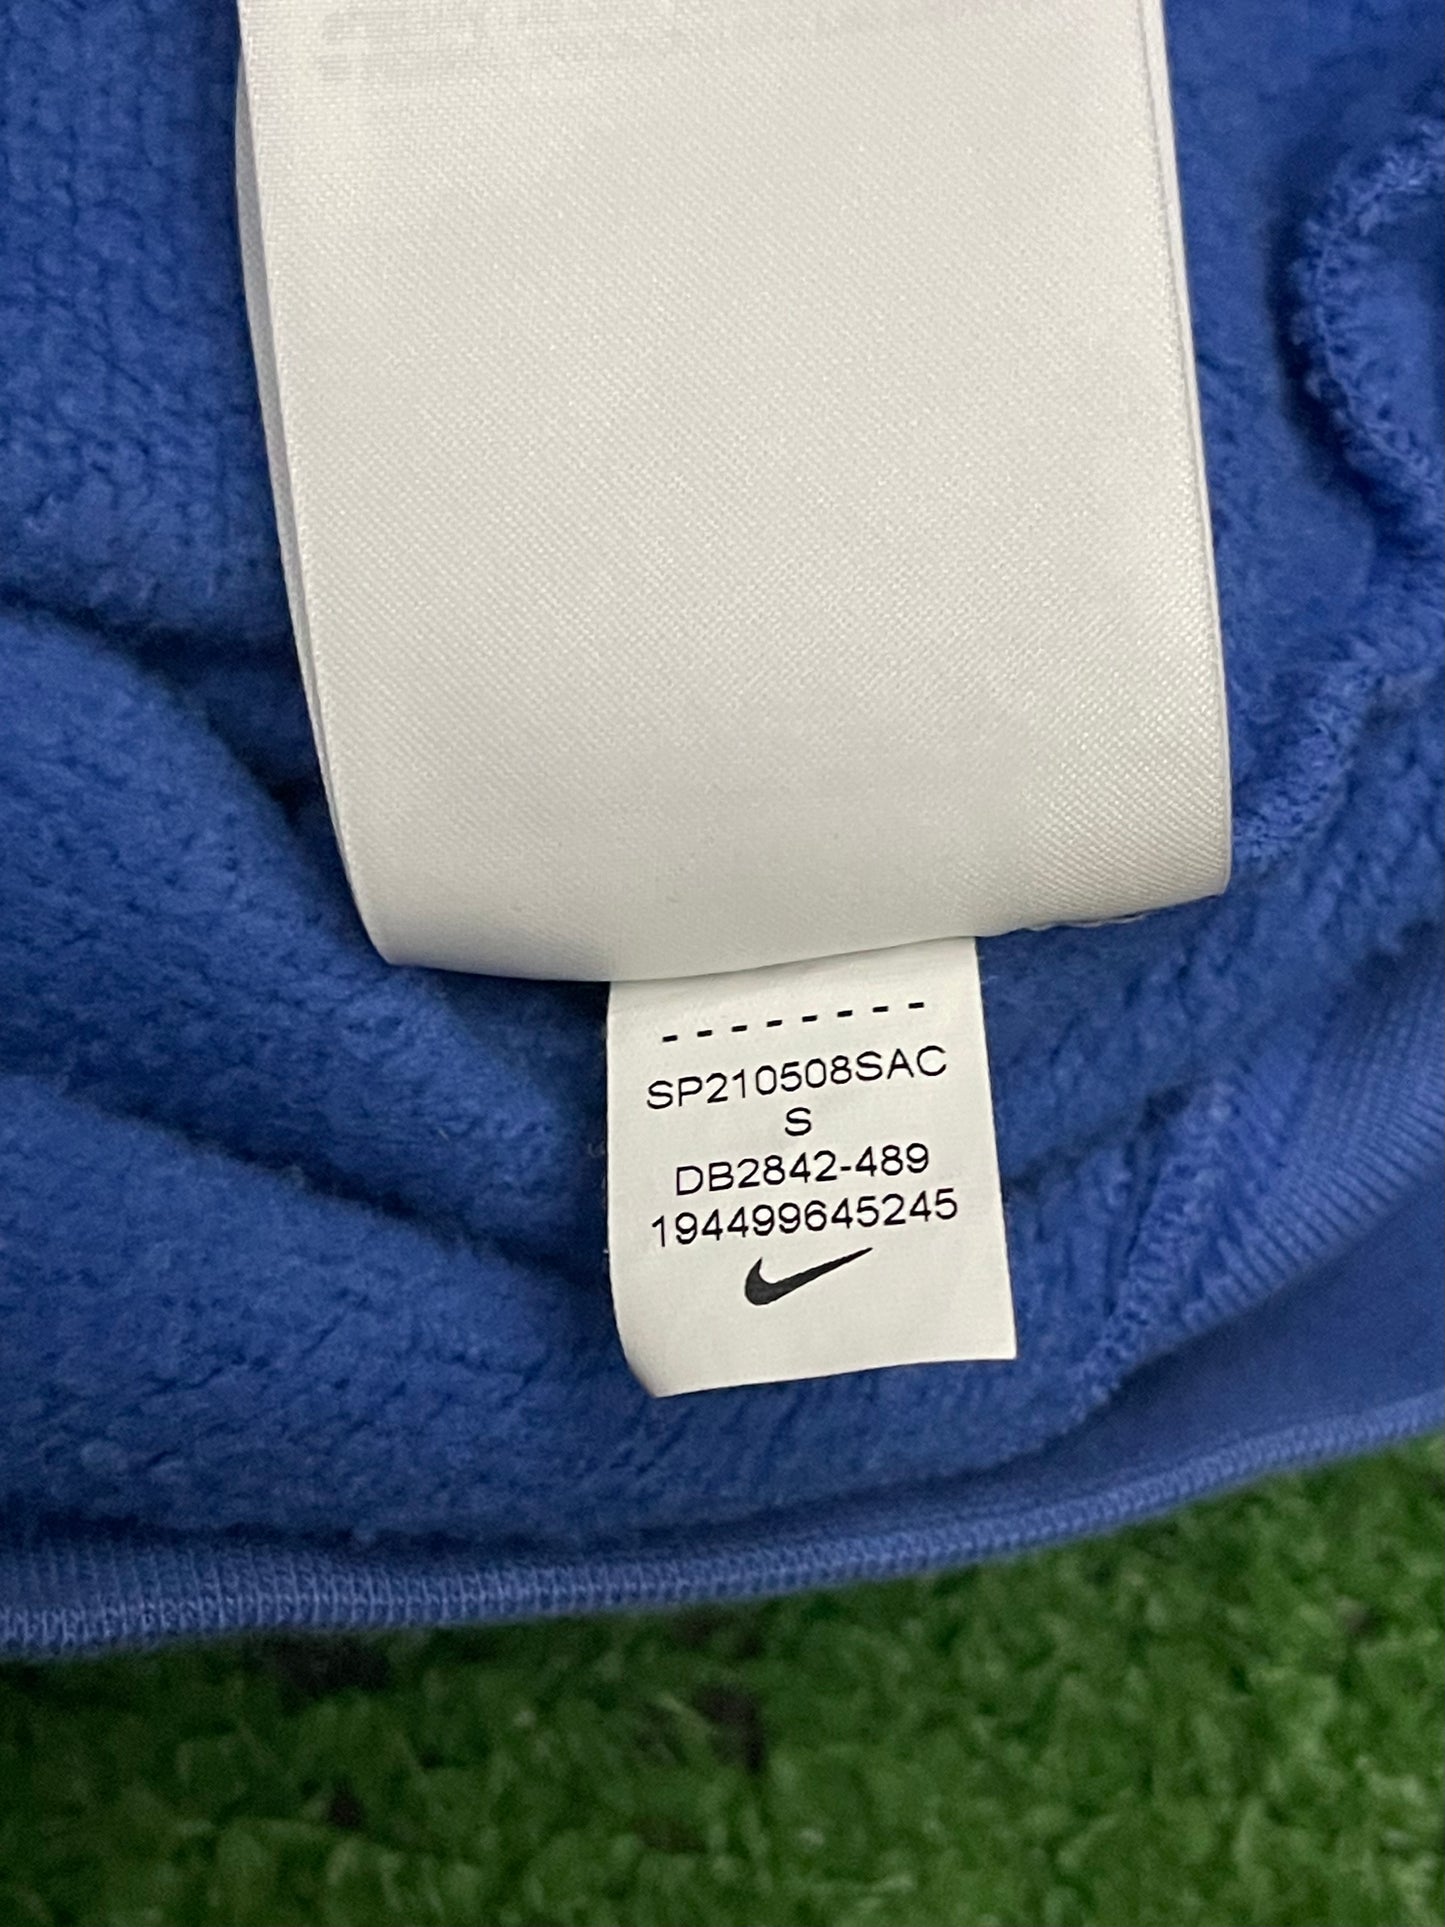 - - - - - - - -
SP210508SAC
S
DB2842-489
194499645245